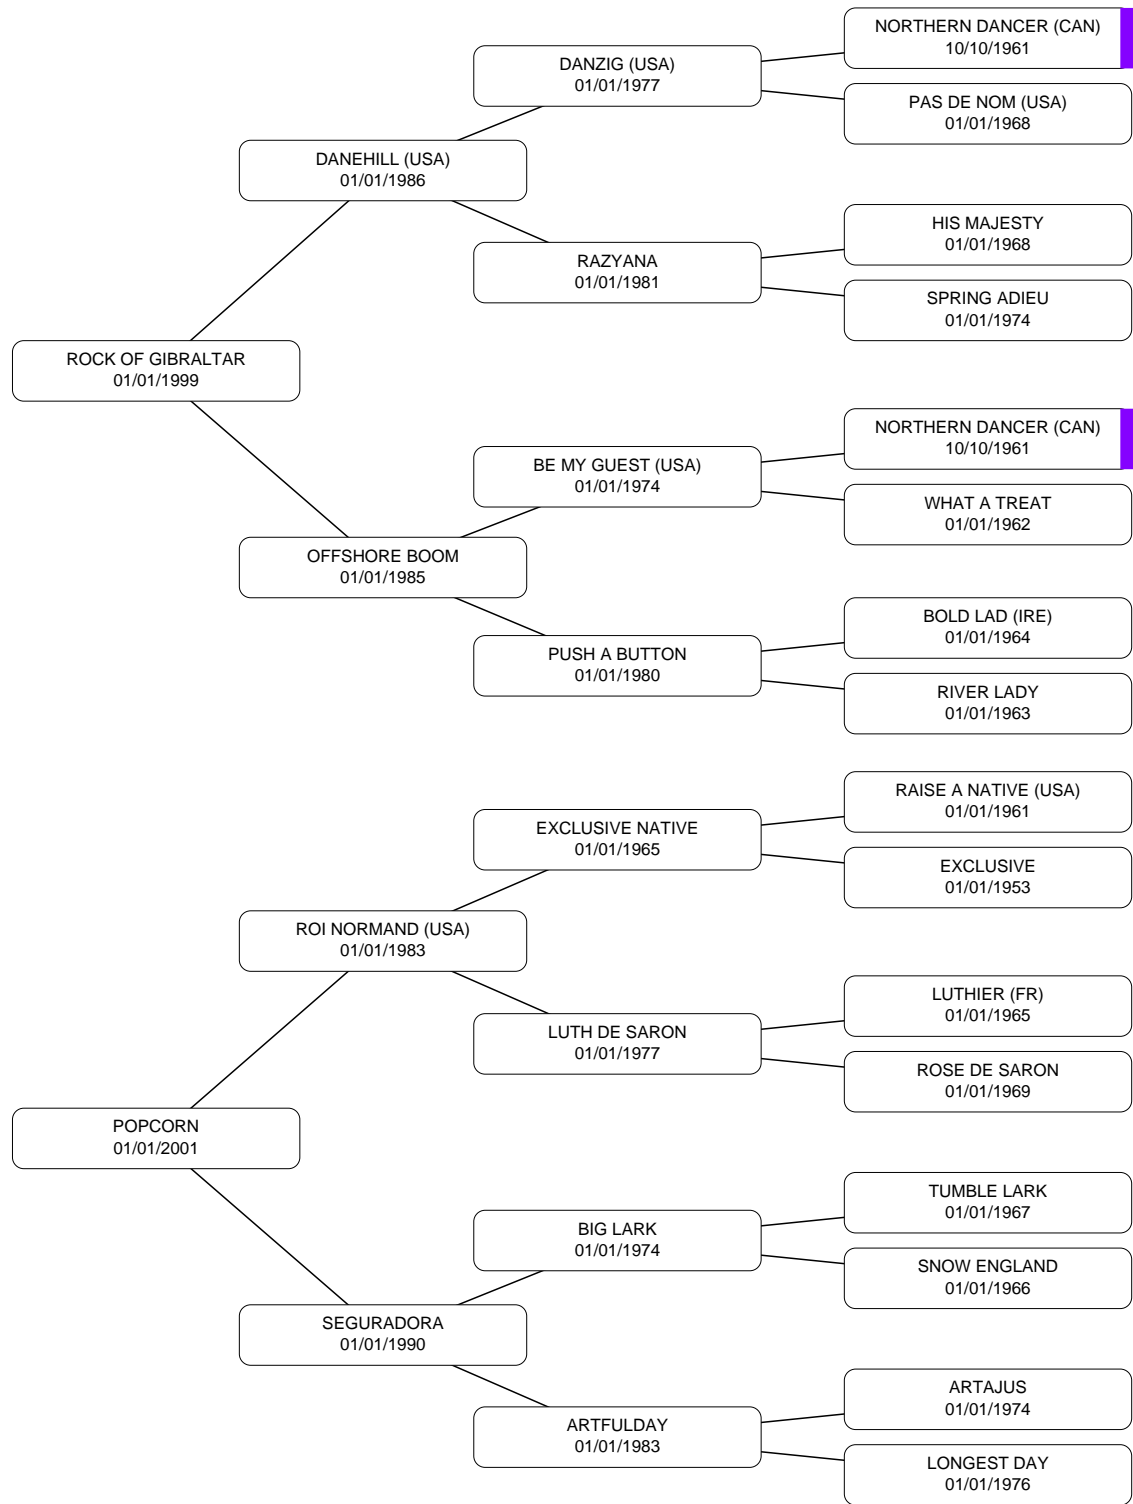 NORTHERN DANCER (CAN)
10/10/1961
DANZIG (USA)
01/01/1977
PAS DE NOM (USA)
01/01/1968
DANEHILL (USA)
01/01/1986
HIS MAJESTY
01/01/1968
RAZYANA
01/01/1981
SPRING ADIEU
01/01/1974
ROCK OF GIBRALTAR
01/01/1999
NORTHERN DANCER (CAN)
10/10/1961
BE MY GUEST (USA)
01/01/1974
WHAT A TREAT
01/01/1962
OFFSHORE BOOM
01/01/1985
BOLD LAD (IRE)
01/01/1964
PUSH A BUTTON
01/01/1980
RIVER LADY
01/01/1963
RAISE A NATIVE (USA)
01/01/1961
EXCLUSIVE NATIVE
01/01/1965
EXCLUSIVE
01/01/1953
ROI NORMAND (USA)
01/01/1983
LUTHIER (FR)
01/01/1965
LUTH DE SARON
01/01/1977
ROSE DE SARON
01/01/1969
POPCORN
01/01/2001
TUMBLE LARK
01/01/1967
BIG LARK
01/01/1974
SNOW ENGLAND
01/01/1966
SEGURADORA
01/01/1990
ARTAJUS
01/01/1974
ARTFULDAY
01/01/1983
LONGEST DAY
01/01/1976